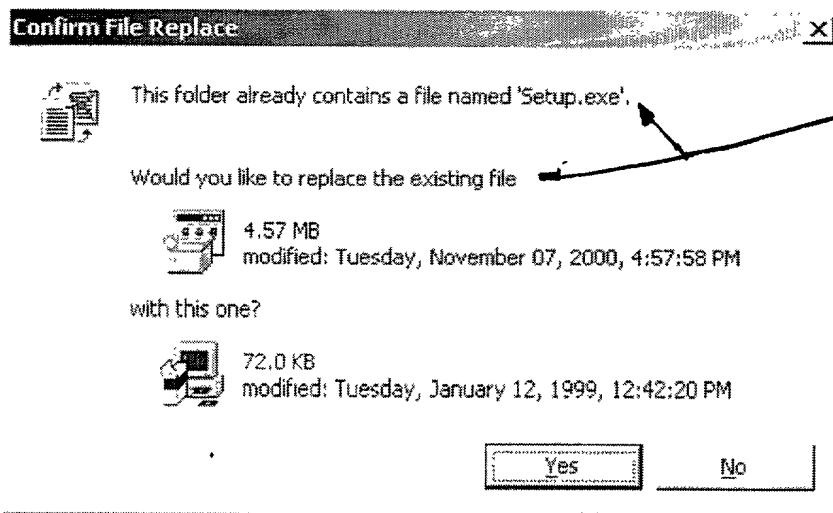 Confirm File Replace
This folder already contains a file named 'Setup.exe'.
Would you like to replace the existing file
4.57 MB
modified: Tuesday, November 07, 2000, 4:57:58 PM
with this one?
72.0 KB
modified: Tuesday, January 12, 1999, 12:42:20 PM
Yes No